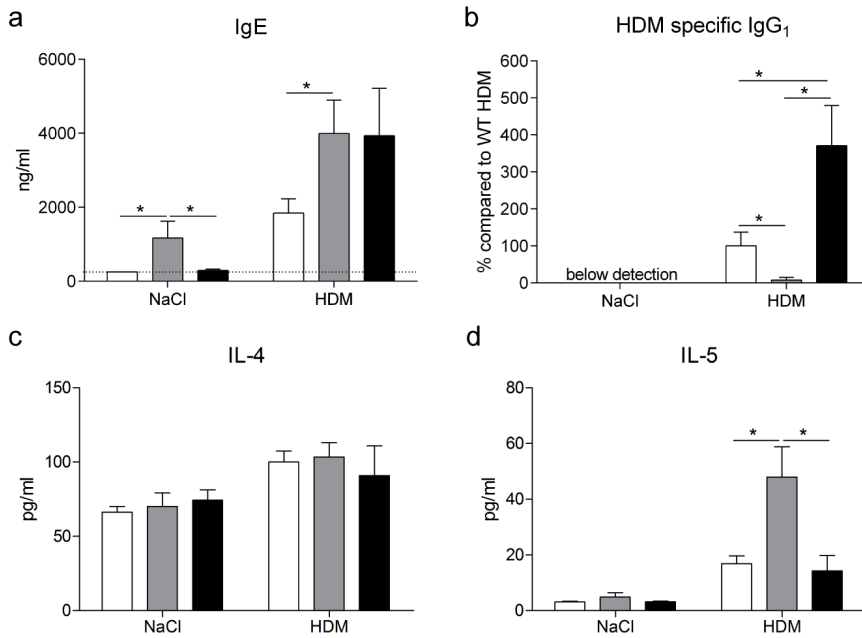 a
IgE
ng/ml
6000
4000
2000
0
*
*
*
NaCl
HDM
b
HDM specific IgG₁
% compared to WT HDM
600
500
400
300
200
100
0
*
*
*
below detection
NaCl
HDM
c
IL-4
pg/ml
150
100
50
0
NaCl
HDM
d
IL-5
pg/ml
80
60
40
20
0
*
*
NaCl
HDM